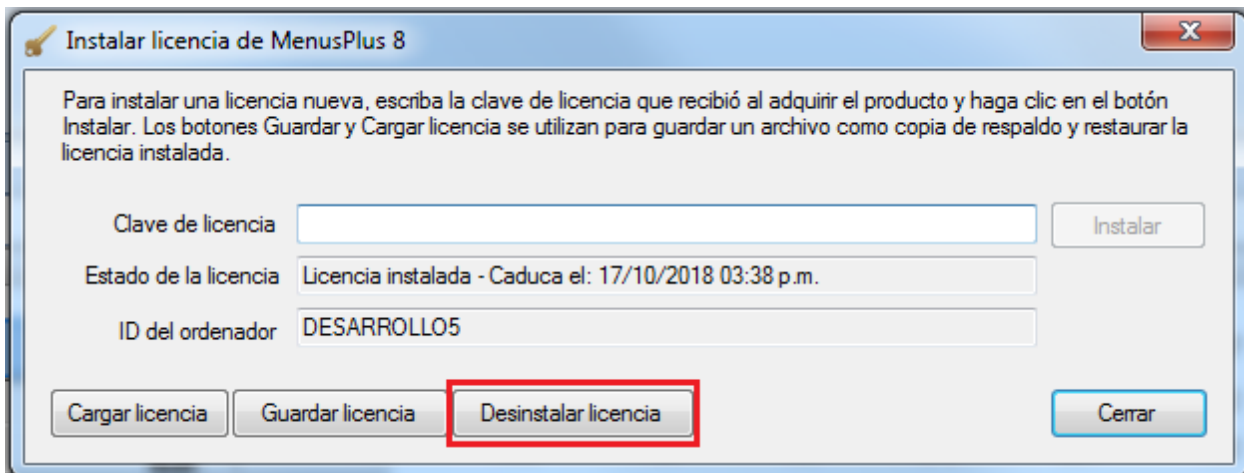 Instalar licencia de MenusPlus 8
Para instalar una licencia nueva, escriba la clave de licencia que recibió al adquirir el producto y haga clic en el botón
Instalar. Los botones Guardar y Cargar licencia se utilizan para guardar un archivo como copia de respaldo y restaurar la
licencia instalada.
Clave de licencia
Instalar
Estado de la licencia Licencia instalada - Caduca el: 17/10/2018 03:38 p.m.
ID del ordenador DESARROLLO5
Cargar licencia Guardar licencia Desinstalar licencia Cerrar